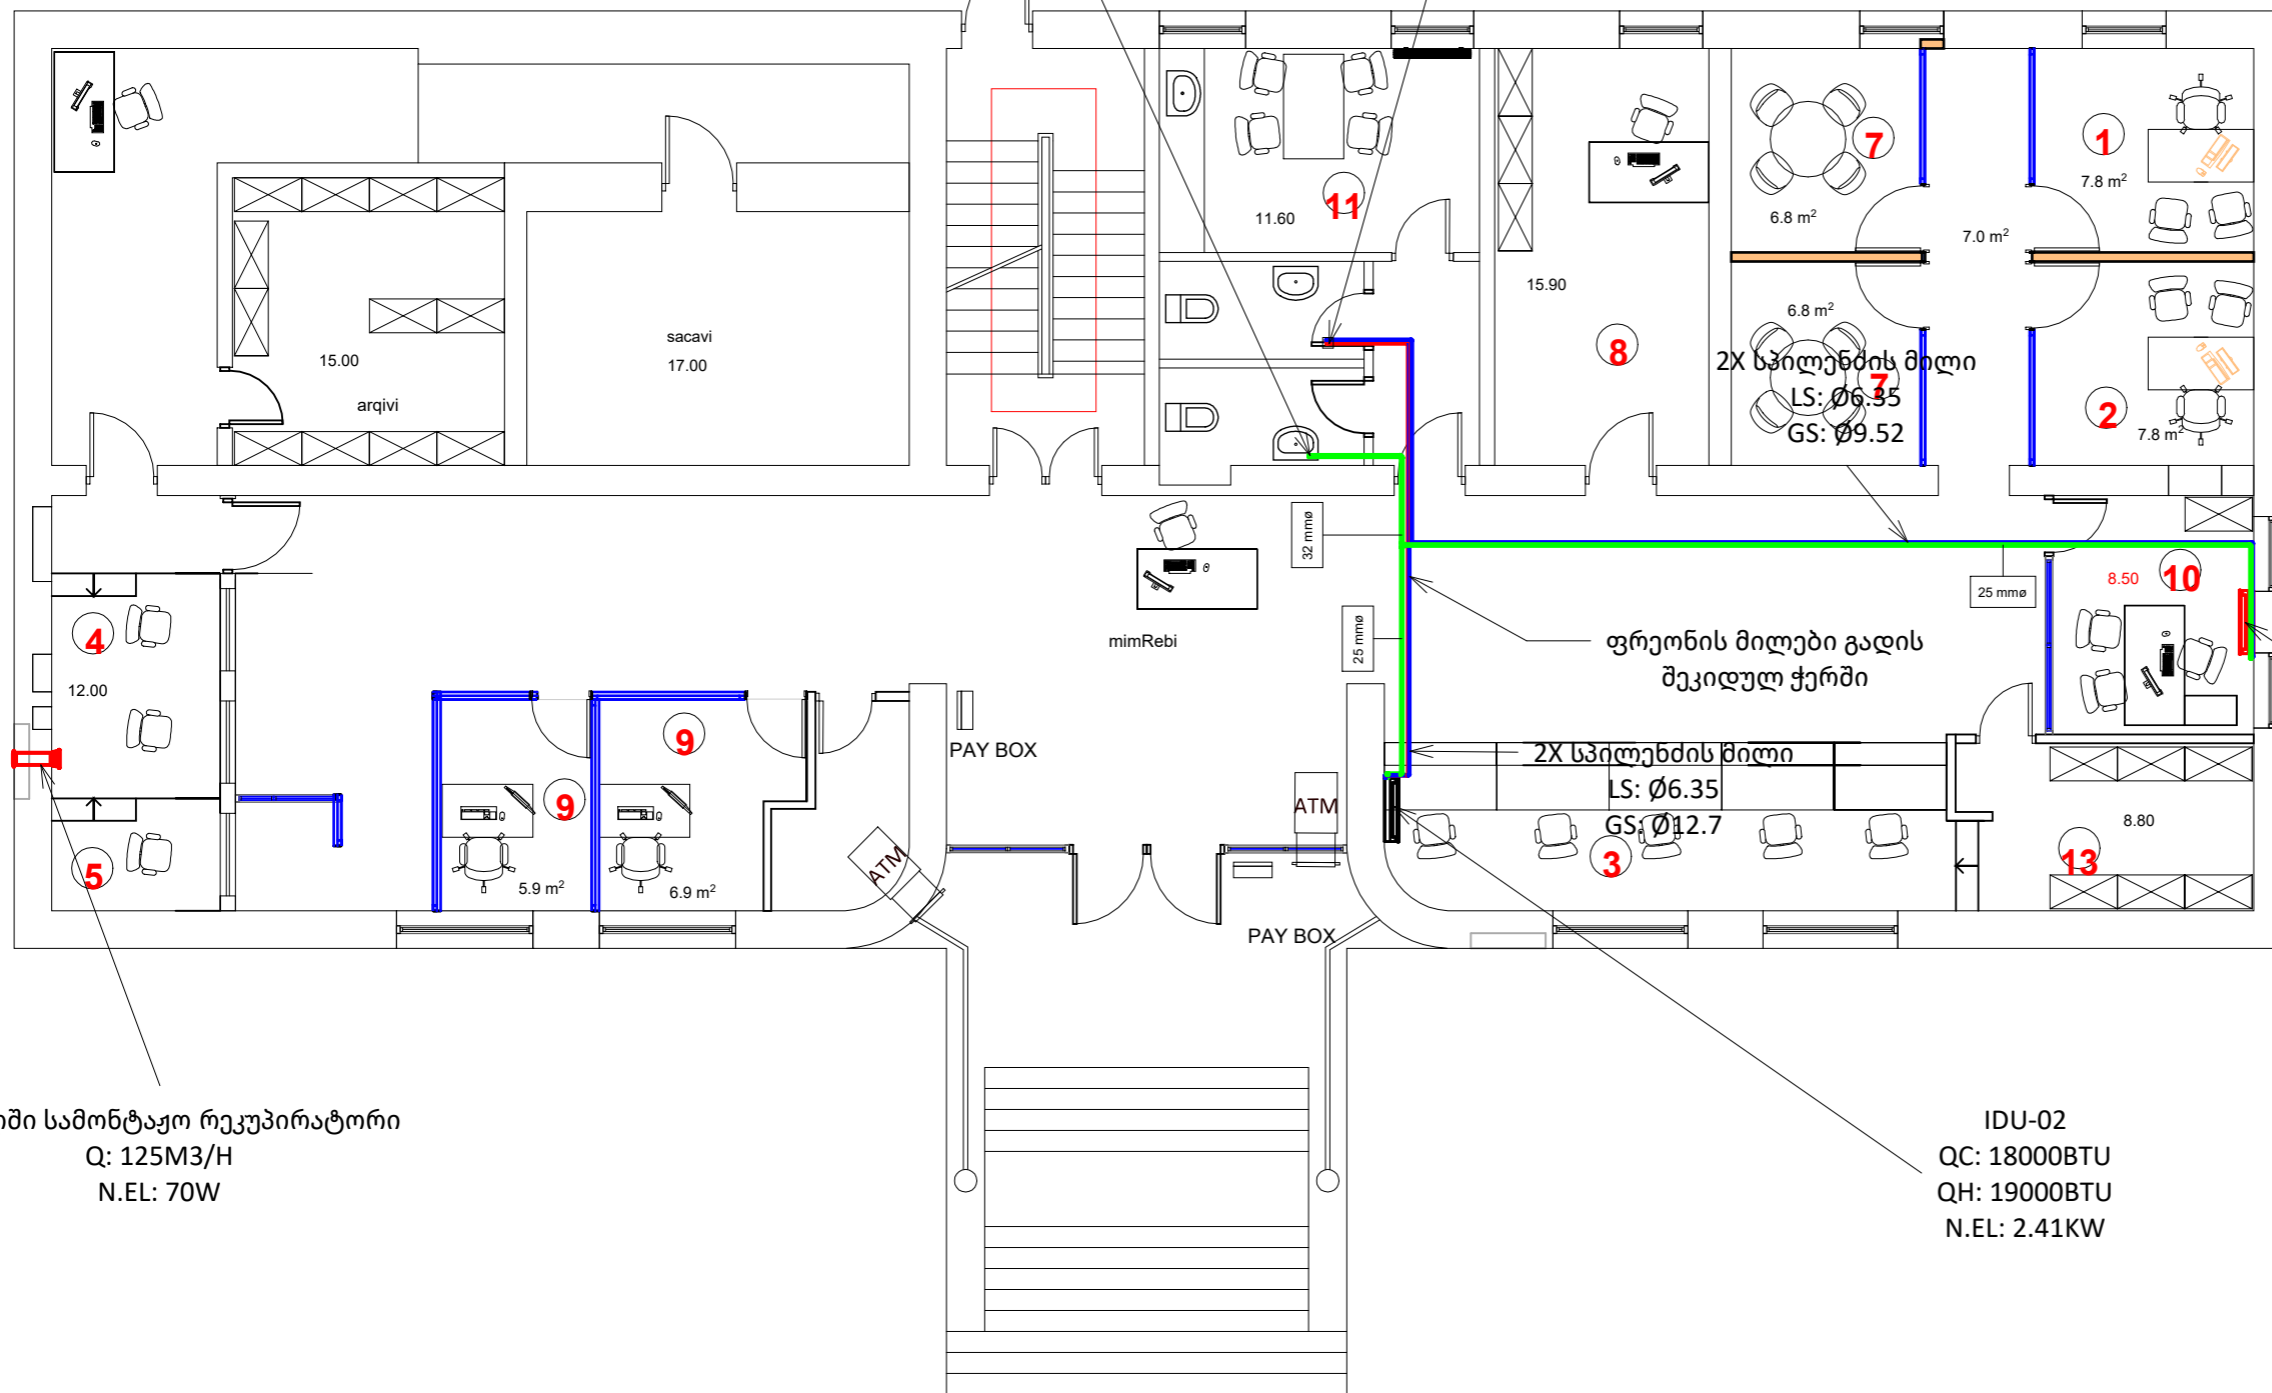 11
11.60
7
6.8 m²
7.0 m²
1
7.8 m²
15.90
8
6.8 m²
7
2X სპილენძის მილი
LS: Ø6.35
GS: Ø9.52
2
7.8 m²
sacavi
17.00
15.00
arqivi
32 mmø
25 mmø
25 mmø
8.50
10
mimRebi
ფრეონის მილები გადის
შეკიდულ ჭერში
4
12.00
5
9
9
5.9 m²
6.9 m²
PAY BOX
ATM
ATM
PAY BOX
2X სპილენძის მილი
LS: Ø6.35
GS: Ø12.7
3
8.80
13
სამონტაჟო რეკუპირატორი
Q: 125M3/H
N.EL: 70W
IDU-02
QC: 18000BTU
QH: 19000BTU
N.EL: 2.41KW